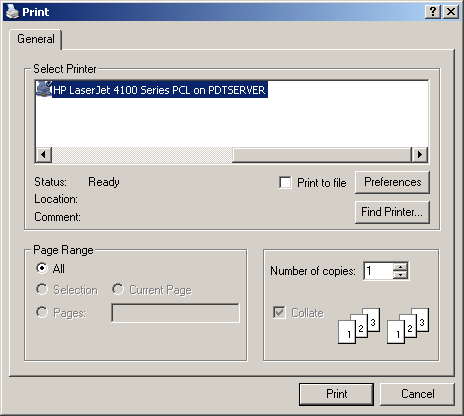 Print
General
Select Printer
HP LaserJet 4100 Series PCL on PDTSERVER
Status: Ready
Location:
Comment:
Print to file
Preferences
Find Printer...
Page Range
All
Selection
Current Page
Pages:
Number of copies: 1
Collate
1 2 3 1 2 3
Print
Cancel